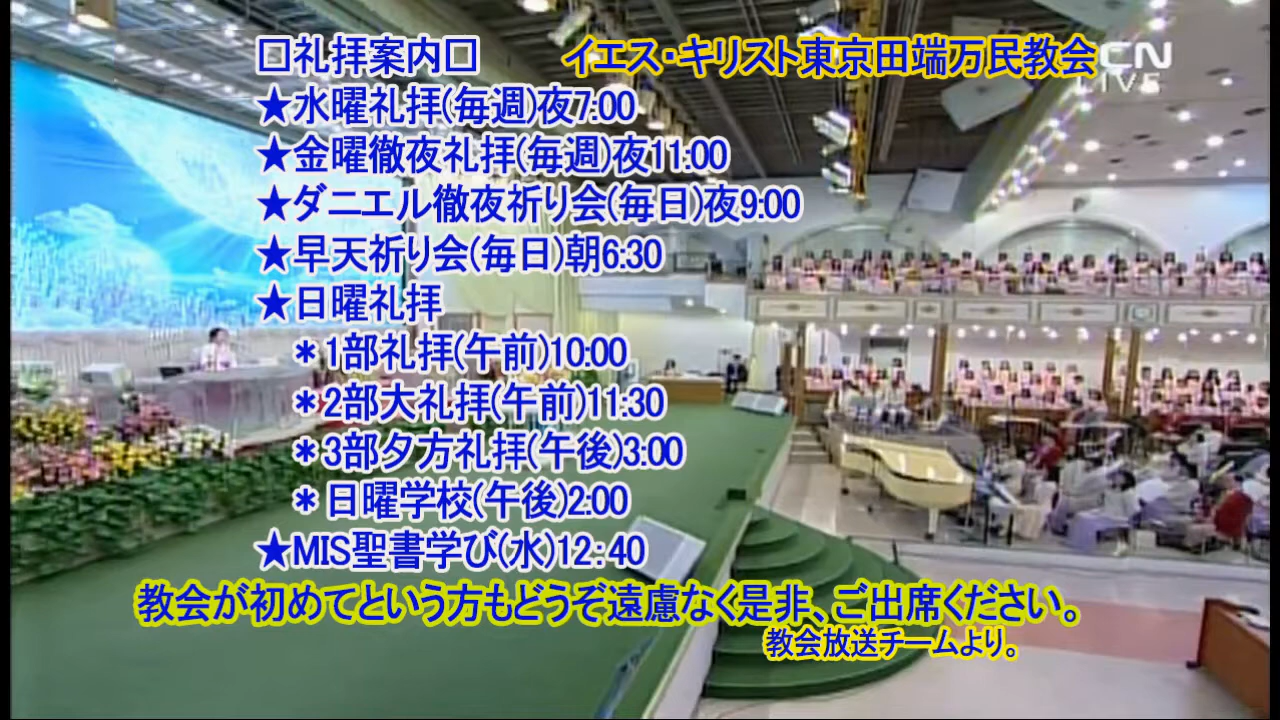 □礼拝案内□
イエス・キリスト東京田端万民教会
CN
LIVE
★水曜礼拝(毎週)夜7:00
★金曜徹夜礼拝(毎週)夜11:00
★ダニエル徹夜祈り会(毎日)夜9:00
★早天祈り会(毎日)朝6:30
★日曜礼拝
*1部礼拝(午前)10:00
*2部大礼拝(午前)11:30
*3部夕方礼拝(午後)3:00
*日曜学校(午後)2:00
★MIS聖書学び(水)12:40
教会が初めてという方もどうぞ遠慮なく是非、ご出席ください。
教会放送チームより。